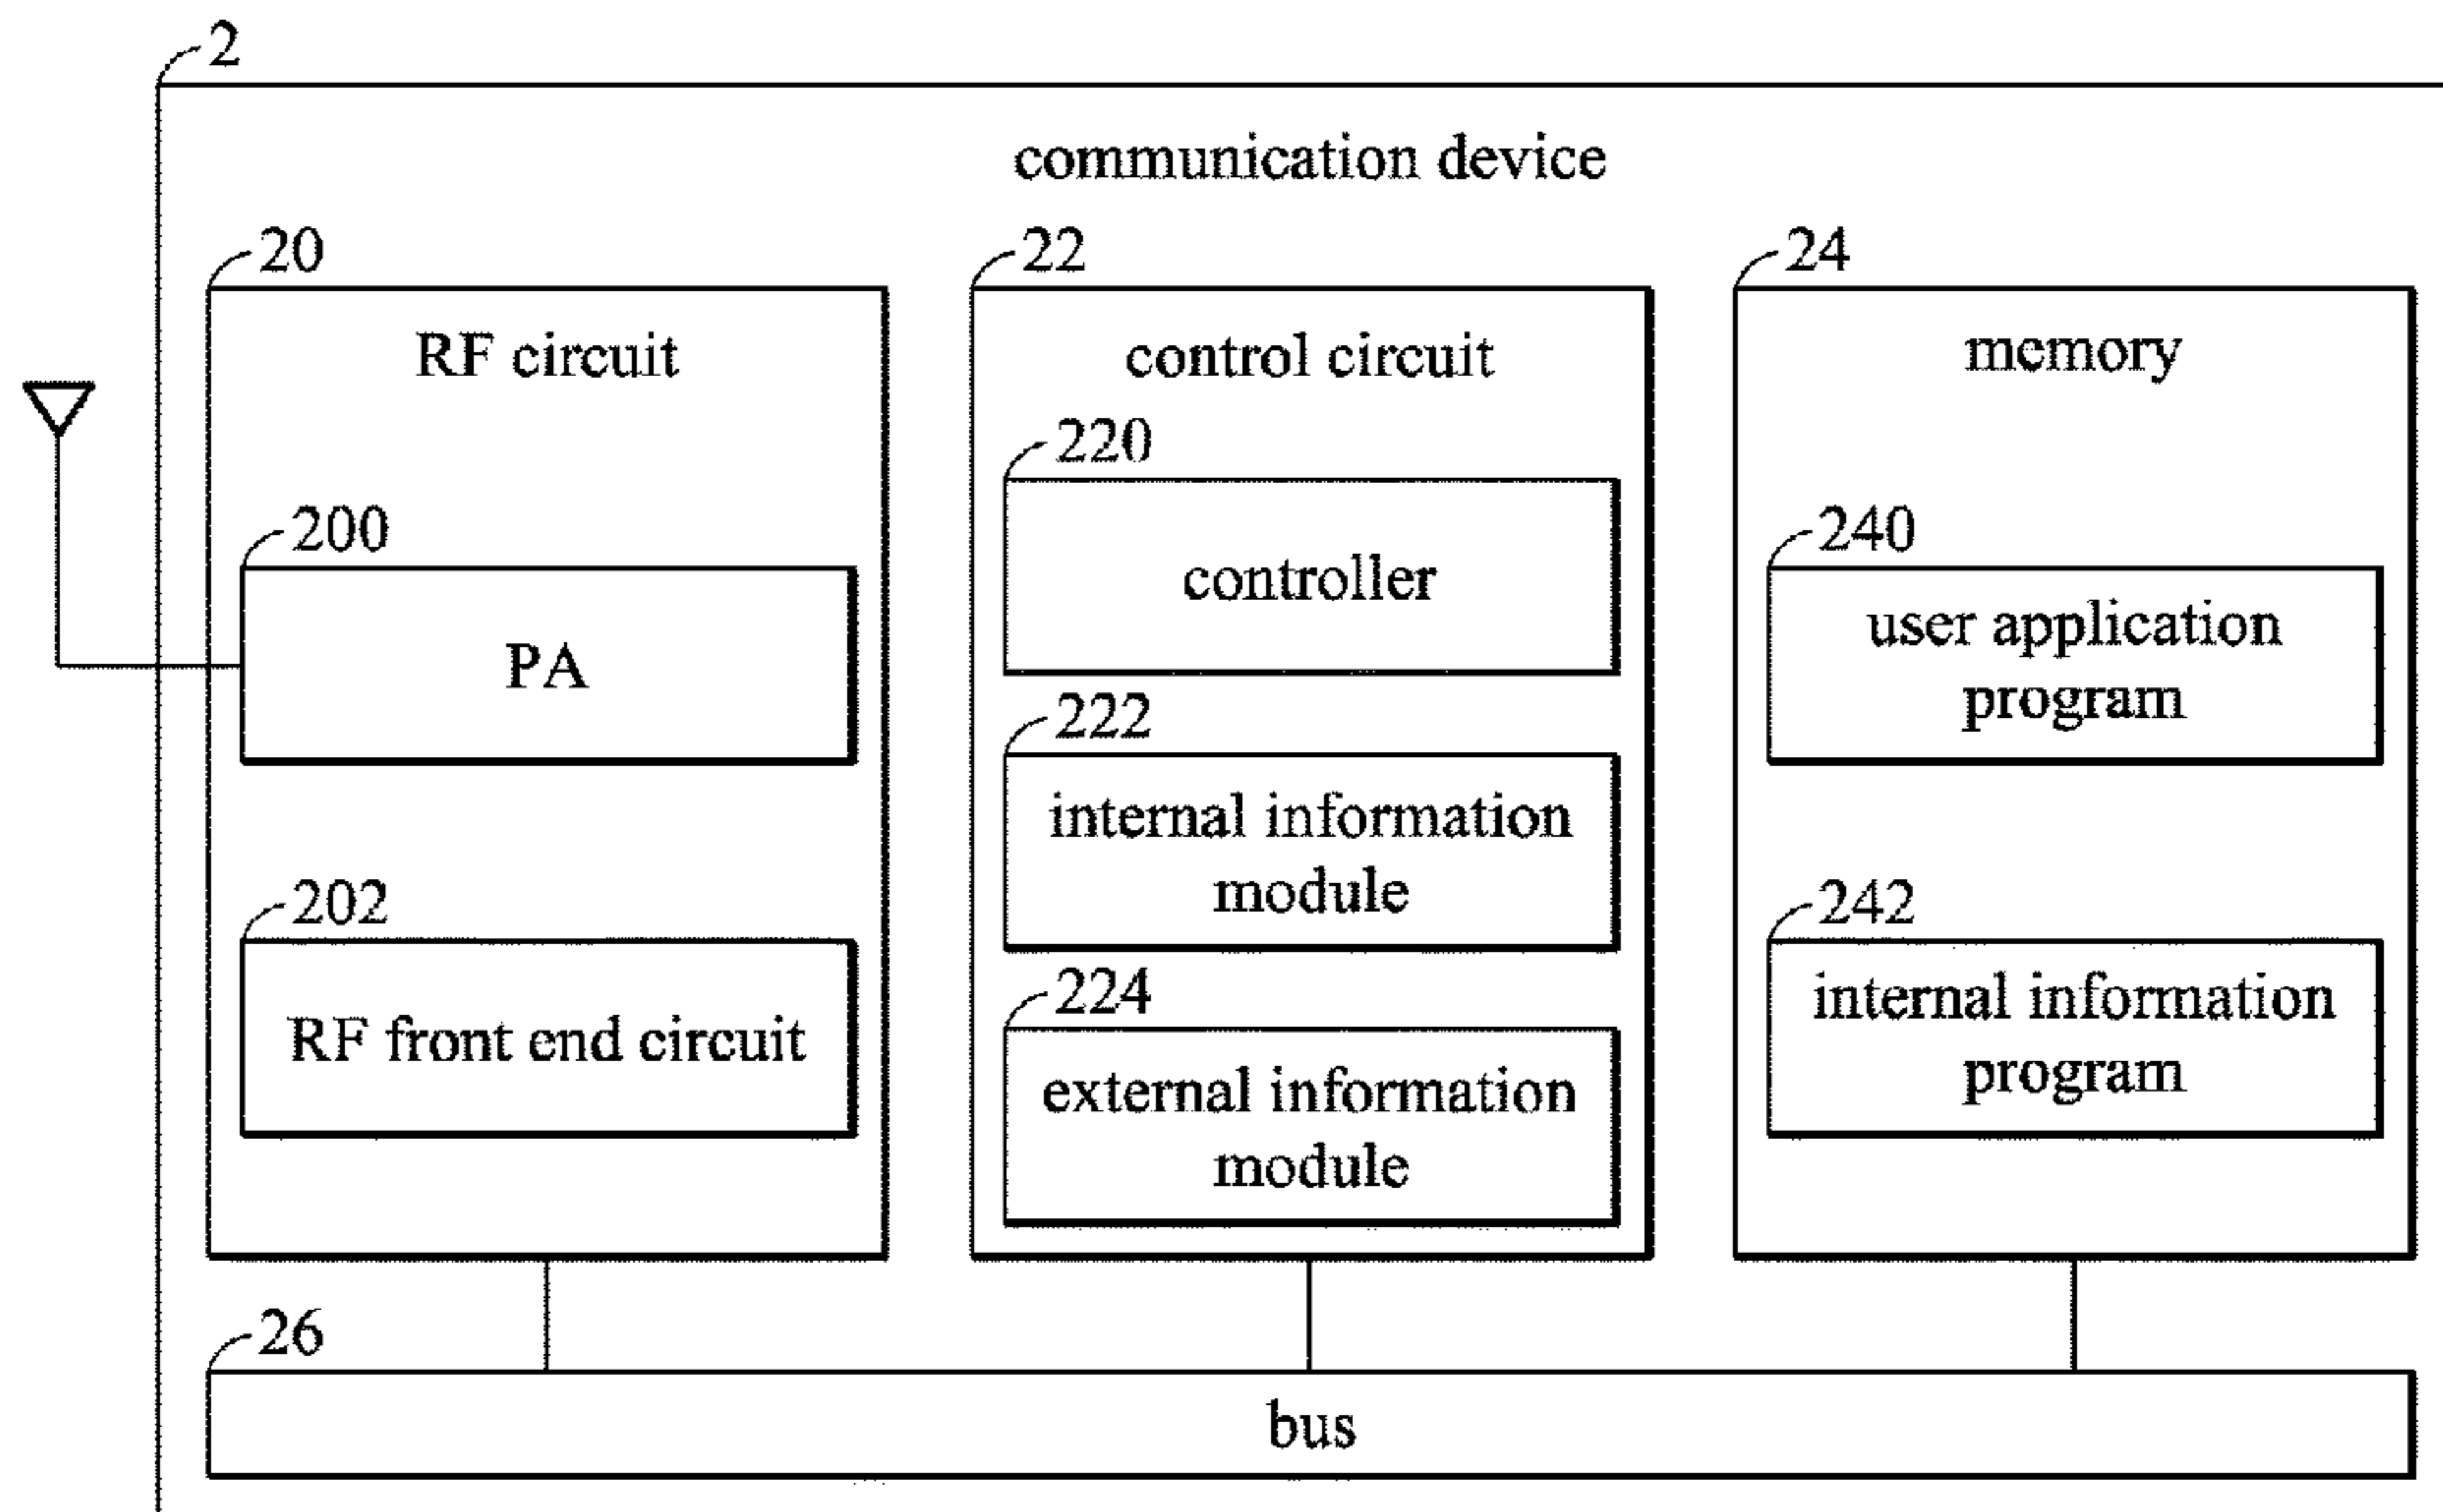 2
communication device
20
RF circuit
200
PA
202
RF front end circuit
22
control circuit
220
controller
222
internal information
module
224
external information
module
24
memory
240
user application
program
242
internal information
program
26
bus